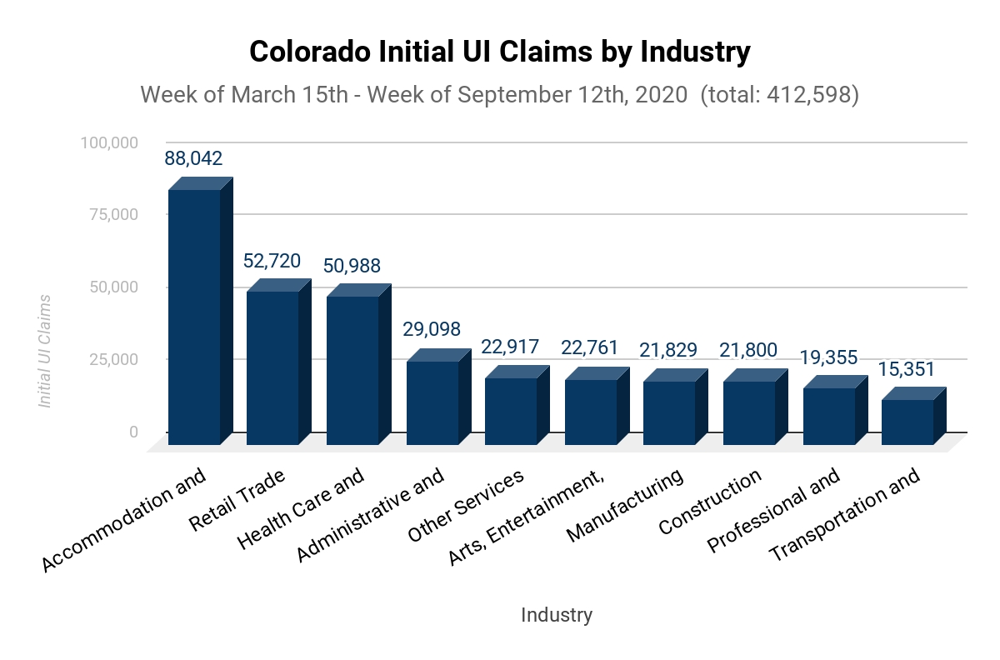 Colorado Initial UI Claims by Industry
Week of March 15th - Week of September 12th, 2020 (total: 412,598)
Initial UI Claims
100,000
75,000
50,000
25,000
0
88,042
52,720
50,988
29,098
22,917
22,761
21,829
21,800
19,355
15,351
Accommodation and
Retail Trade
Health Care and
Administrative and
Other Services
Arts, Entertainment,
Manufacturing
Construction
Professional and
Transportation and
Industry